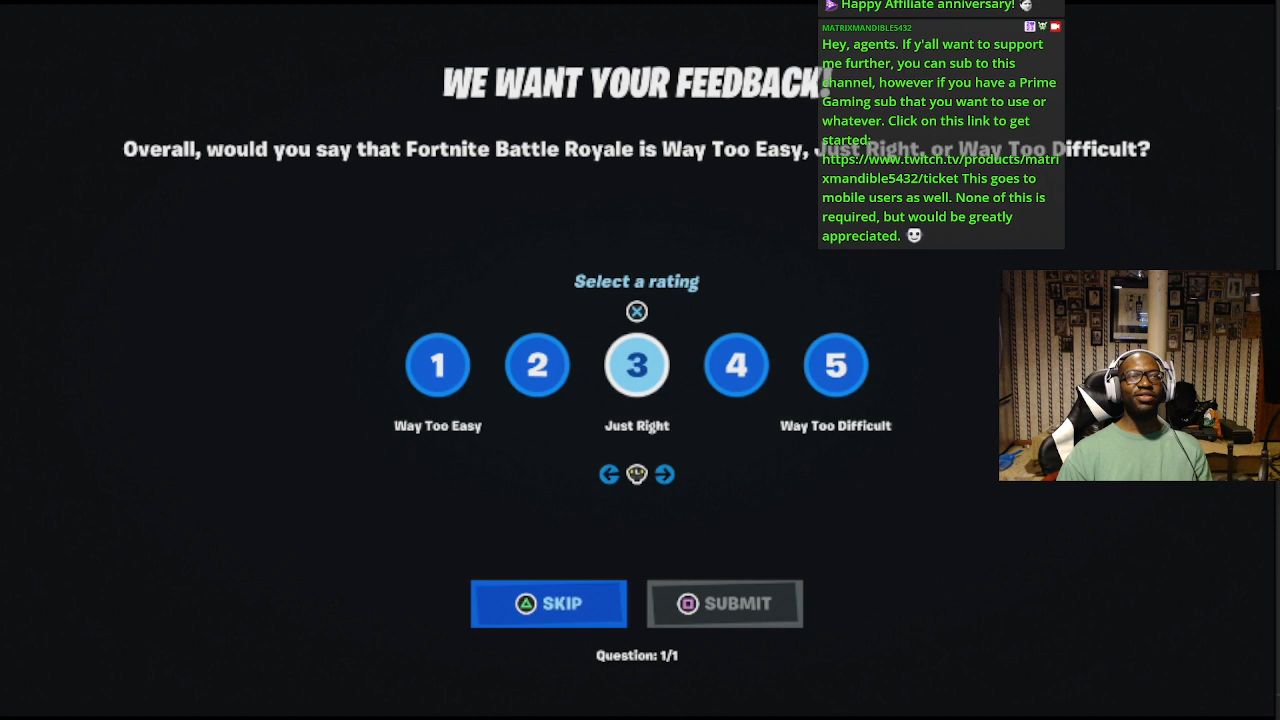 Happy Affiliate anniversary!
MATRIXMANDIBLE5432
Hey, agents. If y'all want to support
me further, you can sub to this
channel, however if you have a Prime
Gaming sub that you want to use or
whatever. Click on this link to get
started:
https://www.twitch.tv/products/matri
xmandible5432/ticket This goes to
mobile users as well. None of this is
required, but would be greatly
appreciated.
WE WANT YOUR FEEDBACK!
Overall, would you say that Fortnite Battle Royale is Way Too Easy, Just Right, or Way Too Difficult?
Select a rating
1 2 3 4 5
Way Too Easy Just Right Way Too Difficult
SKIP SUBMIT
Question: 1/1